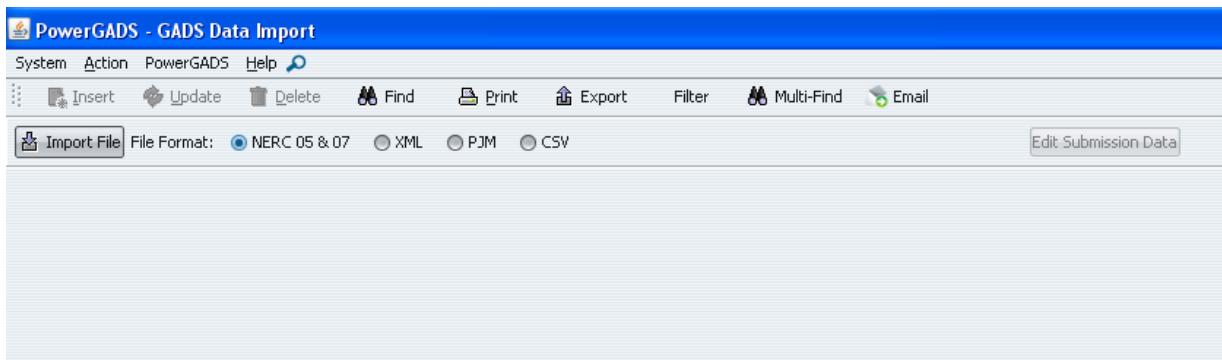 PowerGADS - GADS Data Import
System Action PowerGADS Help
Insert Update Delete Find Print Export Filter Multi-Find Email
Import File File Format: NERC 05 & 07 XML PJM CSV Edit Submission Data